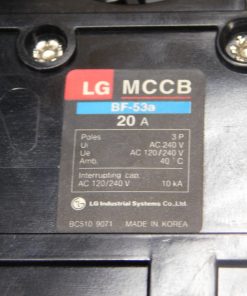 LG MCCB
BF-53a
20 A
Poles 3 P
Ui AC 240 V
Ue AC 120/240 V
Amb. 40 °C
Interrupting cap.
AC 120/240 V 10 kA
LG Industrial Systems Co.,Ltd.
BC510 9071 MADE IN KOREA